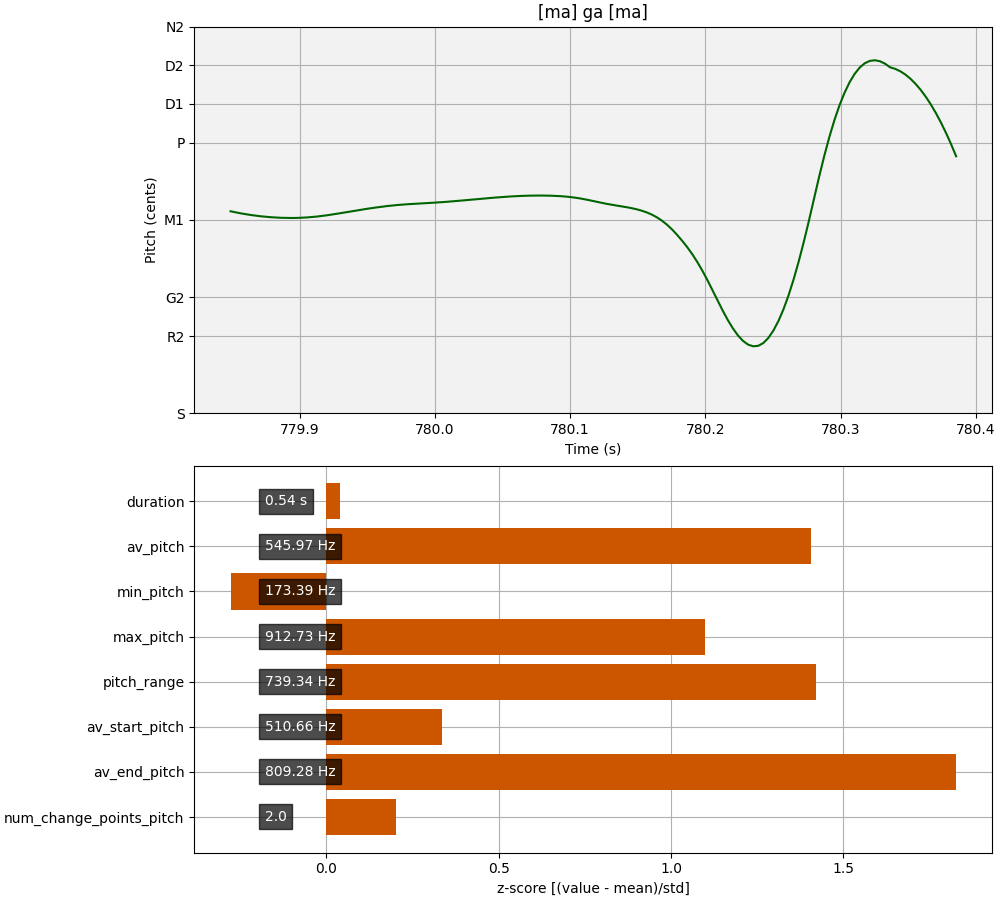 [ma] ga [ma]
N2
D2
D1
P
M1
G2
R2
S
Pitch (cents)
779.9 780.0 780.1 780.2 780.3 780.4
Time (s)
duration 0.54 s
av_pitch 545.97 Hz
min_pitch 173.39 Hz
max_pitch 912.73 Hz
pitch_range 739.34 Hz
av_start_pitch 510.66 Hz
av_end_pitch 809.28 Hz
num_change_points_pitch 2.0
0.0 0.5 1.0 1.5
z-score [(value - mean)/std]